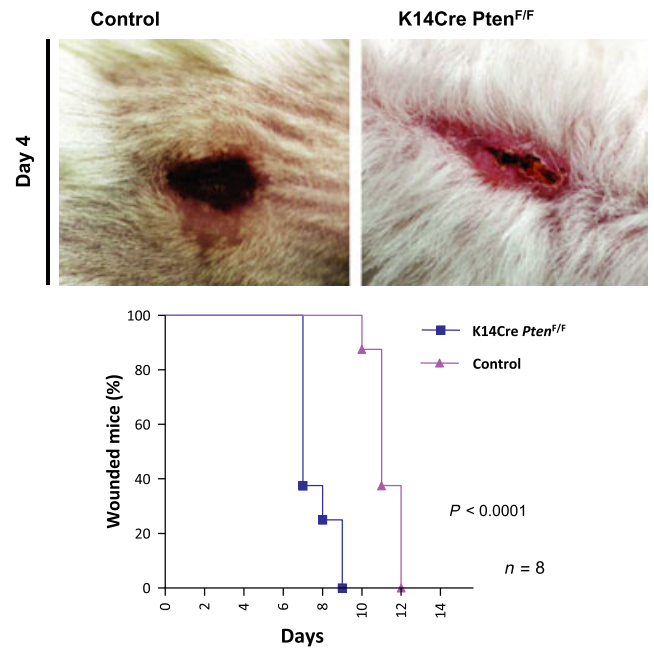 Control
K14Cre Pten^F/F
Day 4
100
80
60
40
20
0
Wounded mice (%)
0 2 4 6 8 10 12 14
Days
K14Cre Pten^F/F
Control
P < 0.0001
n = 8